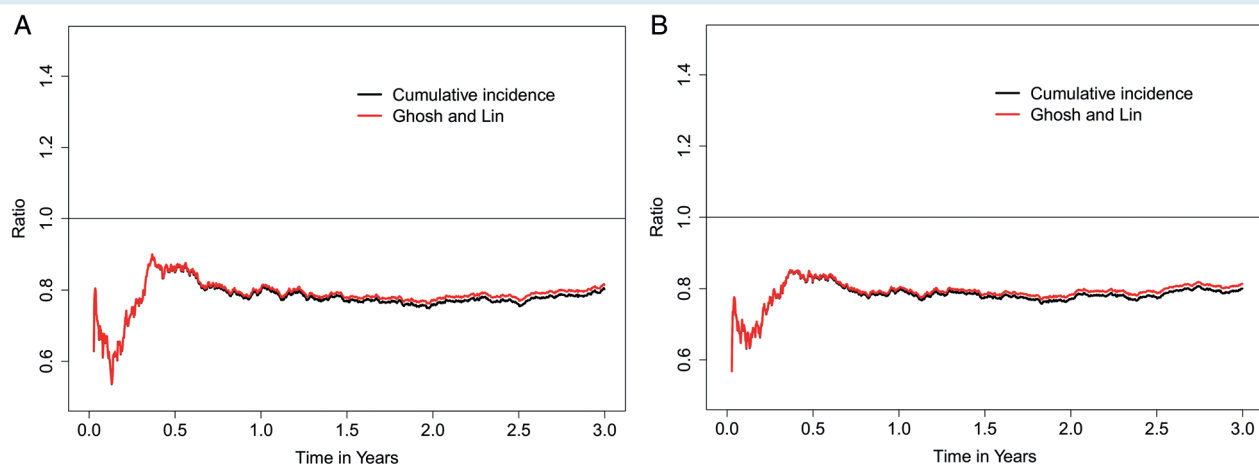 A
Ratio
1.4
1.2
1.0
0.8
0.6
Cumulative incidence
Ghosh and Lin
0.0 0.5 1.0 1.5 2.0 2.5 3.0
Time in Years
B
Ratio
1.4
1.2
1.0
0.8
0.6
Cumulative incidence
Ghosh and Lin
0.0 0.5 1.0 1.5 2.0 2.5 3.0
Time in Years